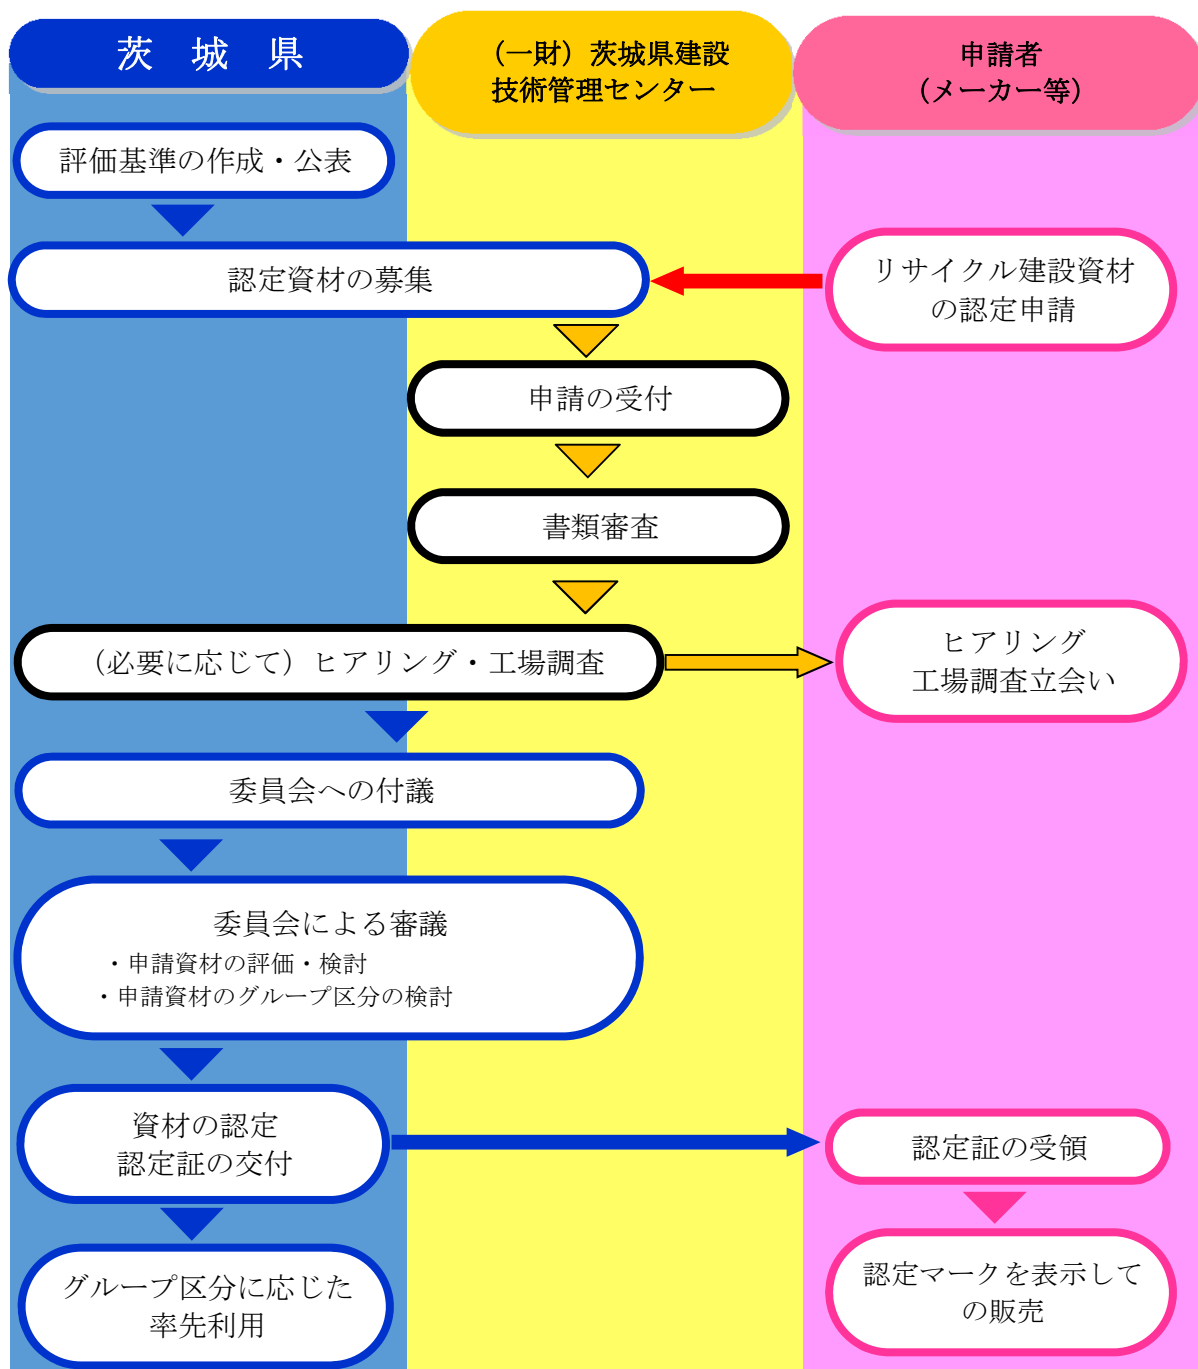 茨　城　県
（一財）茨城県建設
技術管理センター
申請者
（メーカー等）
評価基準の作成・公表
認定資材の募集
リサイクル建設資材
の認定申請
申請の受付
書類審査
（必要に応じて）ヒアリング・工場調査
ヒアリング
工場調査立会い
委員会への付議
委員会による審議
・申請資材の評価・検討
・申請資材のグループ区分の検討
資材の認定
認定証の交付
認定証の受領
グループ区分に応じた
率先利用
認定マークを表示して
の販売